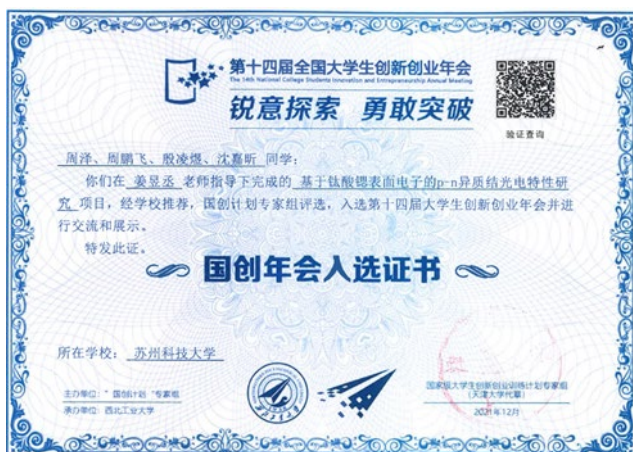 第十四届全国大学生创新创业年会
The 14th National College Students Innovation and Entrepreneurship Annual Meeting
锐意探索 勇敢突破
验证查询
周泽、周鹏飞、殷凌煜、沈嘉昕 同学:
你们在 姜昱丞 老师指导下完成的 基于钛酸锶表面电子的p-n异质结光电特性研
究 项目,经学校推荐,国创计划专家组评选,入选第十四届大学生创新创业年会并进
行交流和展示。
特发此证。
国创年会入选证书
所在学校: 苏州科技大学
主办单位:"国创计划"专家组
承办单位:西北工业大学
国家级大学生创新创业训练计划专家组
(天津大学代章)
2021年12月